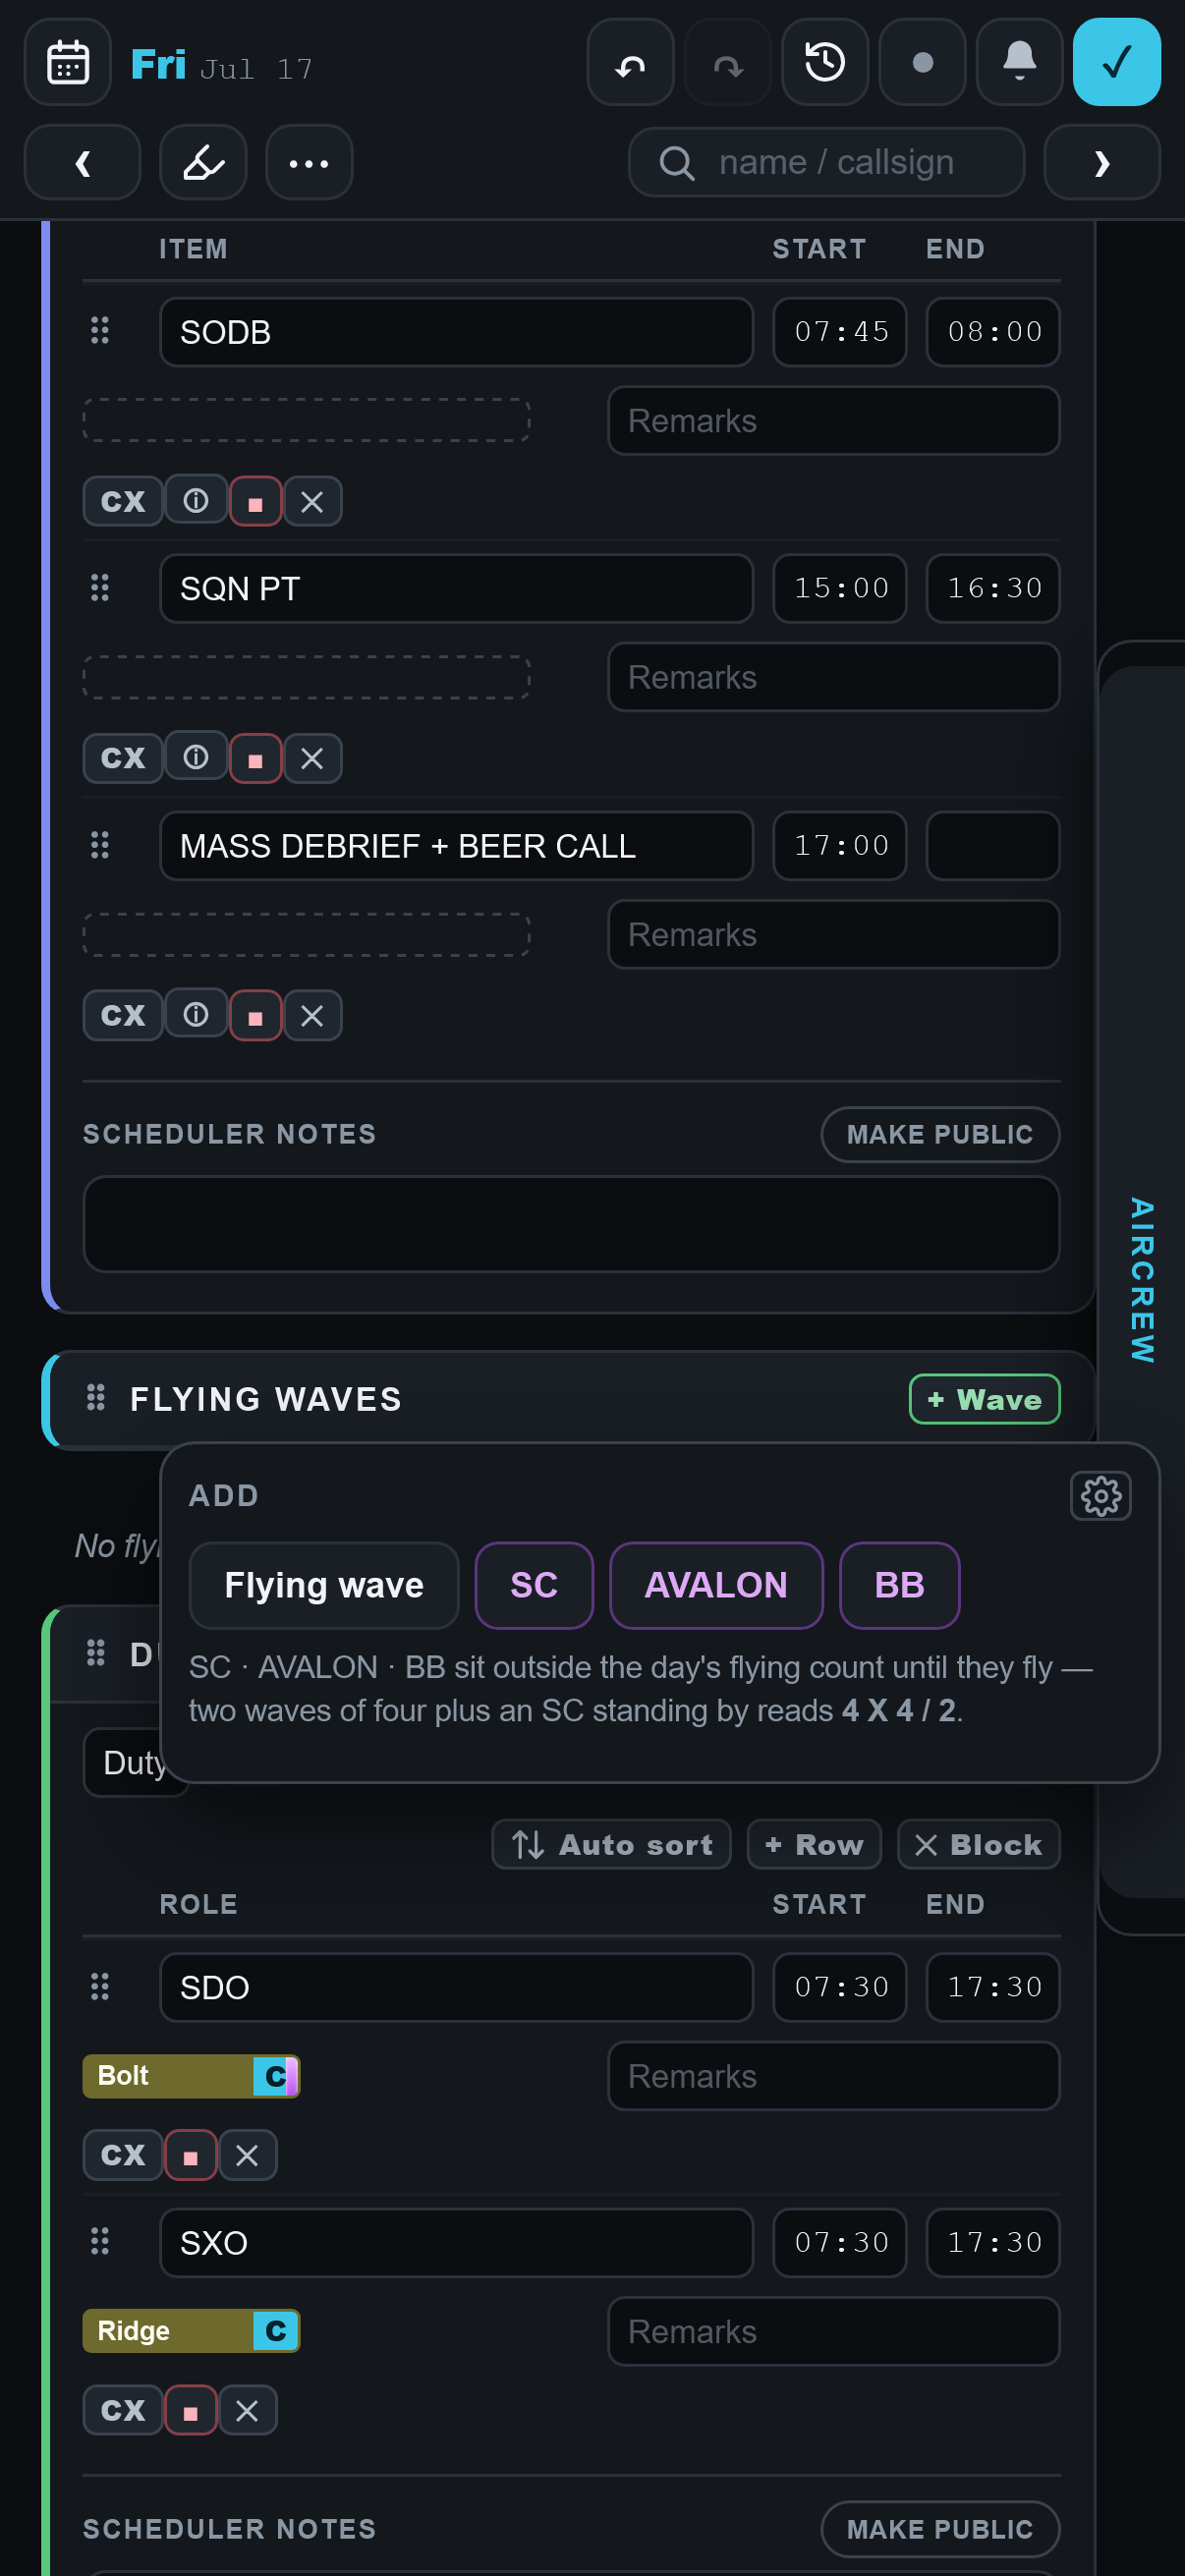 Fri Jul 17
name / callsign
ITEM START END
SODB 07:45 08:00
Remarks
CX
SQN PT 15:00 16:30
Remarks
CX
MASS DEBRIEF + BEER CALL 17:00
Remarks
CX
SCHEDULER NOTES MAKE PUBLIC
AIRCREW
FLYING WAVES + Wave
ADD
No flyi
Flying wave SC AVALON BB
SC · AVALON · BB sit outside the day's flying count until they fly —
two waves of four plus an SC standing by reads 4 X 4 / 2.
Duty
Auto sort + Row × Block
ROLE START END
SDO 07:30 17:30
Bolt C Remarks
CX
SXO 07:30 17:30
Ridge C Remarks
CX
SCHEDULER NOTES MAKE PUBLIC